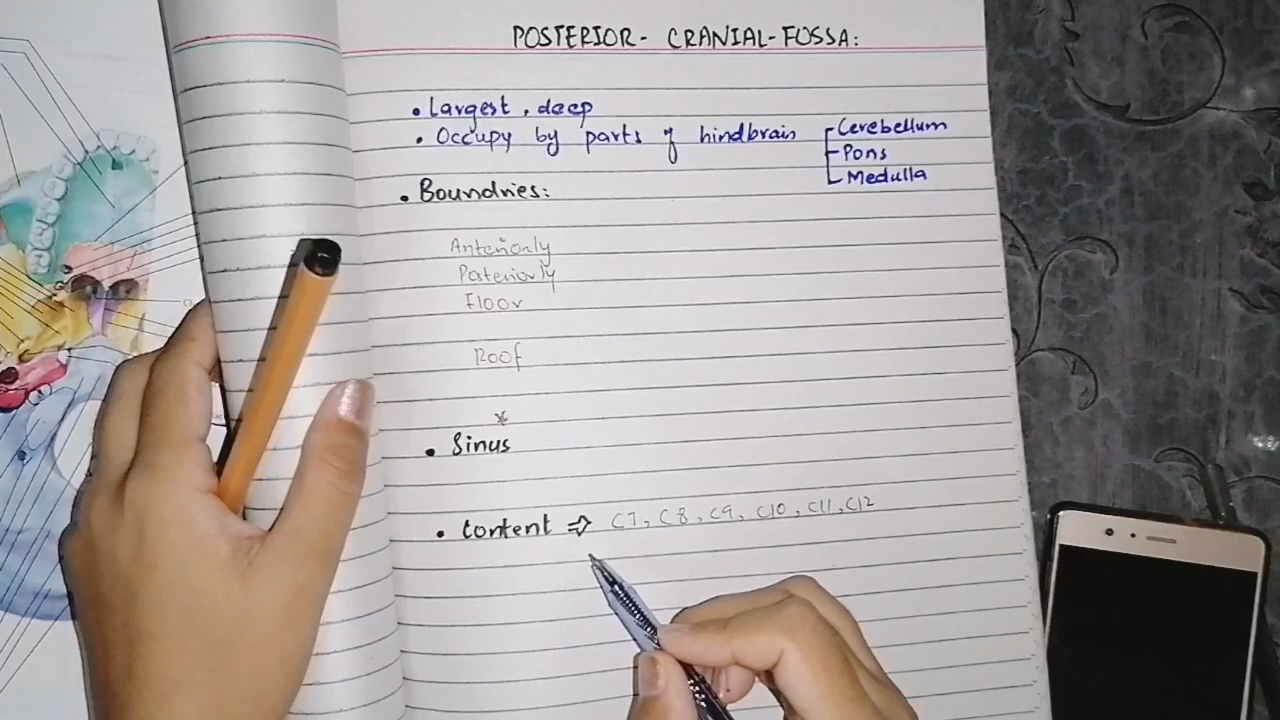 POSTERIOR- CRANIAL-FOSSA:
• Largest, deep
• Occupy by parts of hindbrain
Cerebellum
Pons
Medulla
• Boundries:
Anteriorly
Posteriorly
Floor
Roof
• Sinus
• Content ⇒ C7, C8, C9, C10, C11, C12